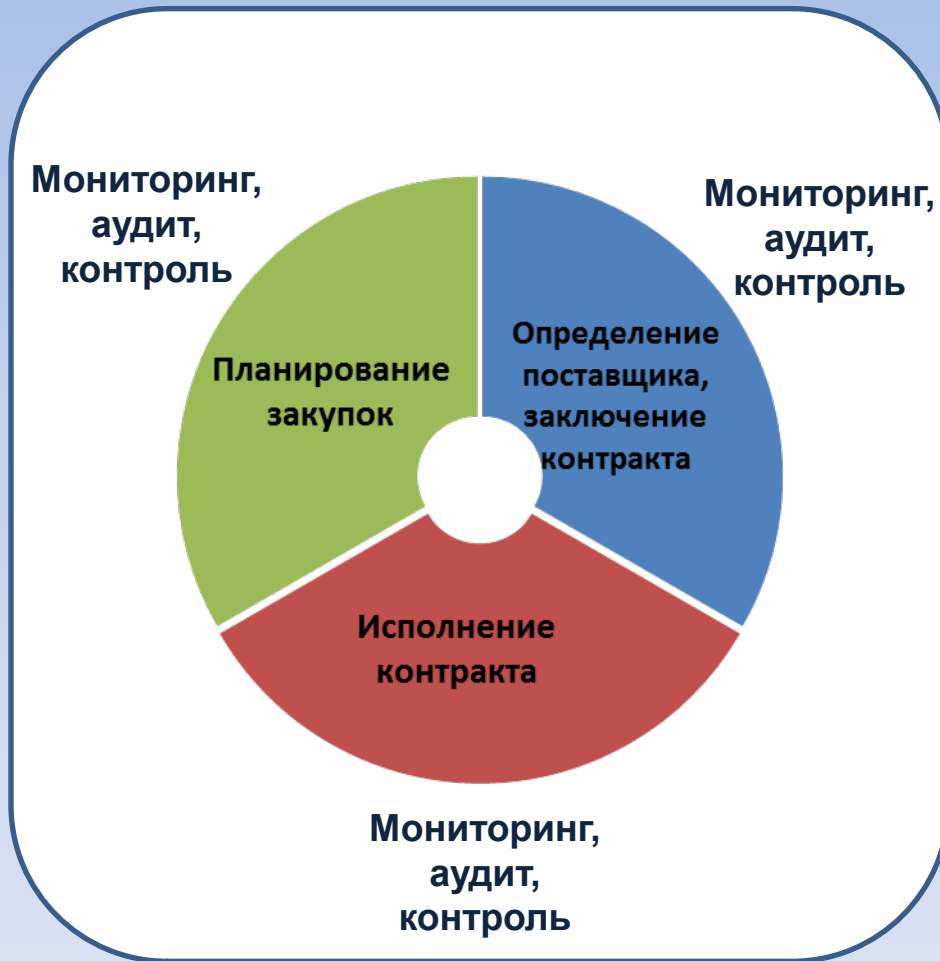 Мониторинг,
аудит,
контроль
Мониторинг,
аудит,
контроль
Планирование
закупок
Определение
поставщика,
заключение
контракта
Исполнение
контракта
Мониторинг,
аудит,
контроль